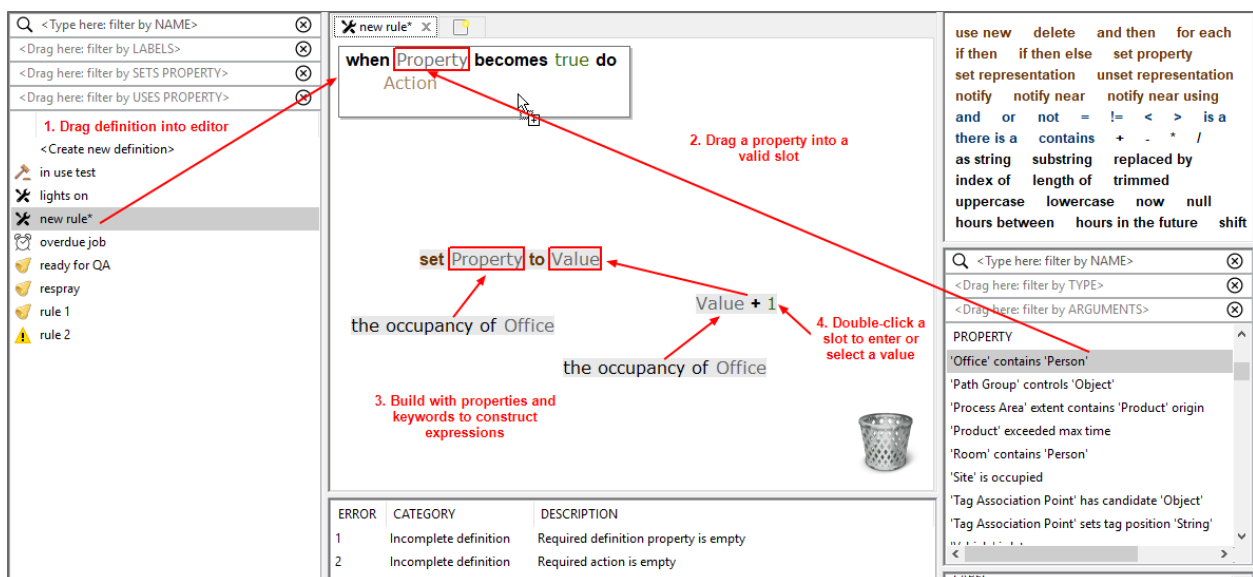 <Type here: filter by NAME>
<Drag here: filter by LABELS>
<Drag here: filter by SETS PROPERTY>
<Drag here: filter by USES PROPERTY>
1. Drag definition into editor
<Create new definition>
in use test
lights on
new rule*
overdue job
ready for QA
respray
rule 1
rule 2
new rule* X
when Property becomes true do
Action
2. Drag a property into a
valid slot
set Property to Value
Value + 1
the occupancy of Office
4. Double-click a
slot to enter or
select a value
the occupancy of Office
3. Build with properties and
keywords to construct
expressions
ERROR CATEGORY DESCRIPTION
1 Incomplete definition Required definition property is empty
2 Incomplete definition Required action is empty
use new delete and then for each
if then if then else set property
set representation unset representation
notify notify near notify near using
and or not = != < > is a
there is a contains + - * /
as string substring replaced by
index of length of trimmed
uppercase lowercase now null
hours between hours in the future shift
<Type here: filter by NAME>
<Drag here: filter by TYPE>
<Drag here: filter by ARGUMENTS>
PROPERTY
'Office' contains 'Person'
'Path Group' controls 'Object'
'Process Area' extent contains 'Product' origin
'Product' exceeded max time
'Room' contains 'Person'
'Site' is occupied
'Tag Association Point' has candidate 'Object'
'Tag Association Point' sets tag position 'String'